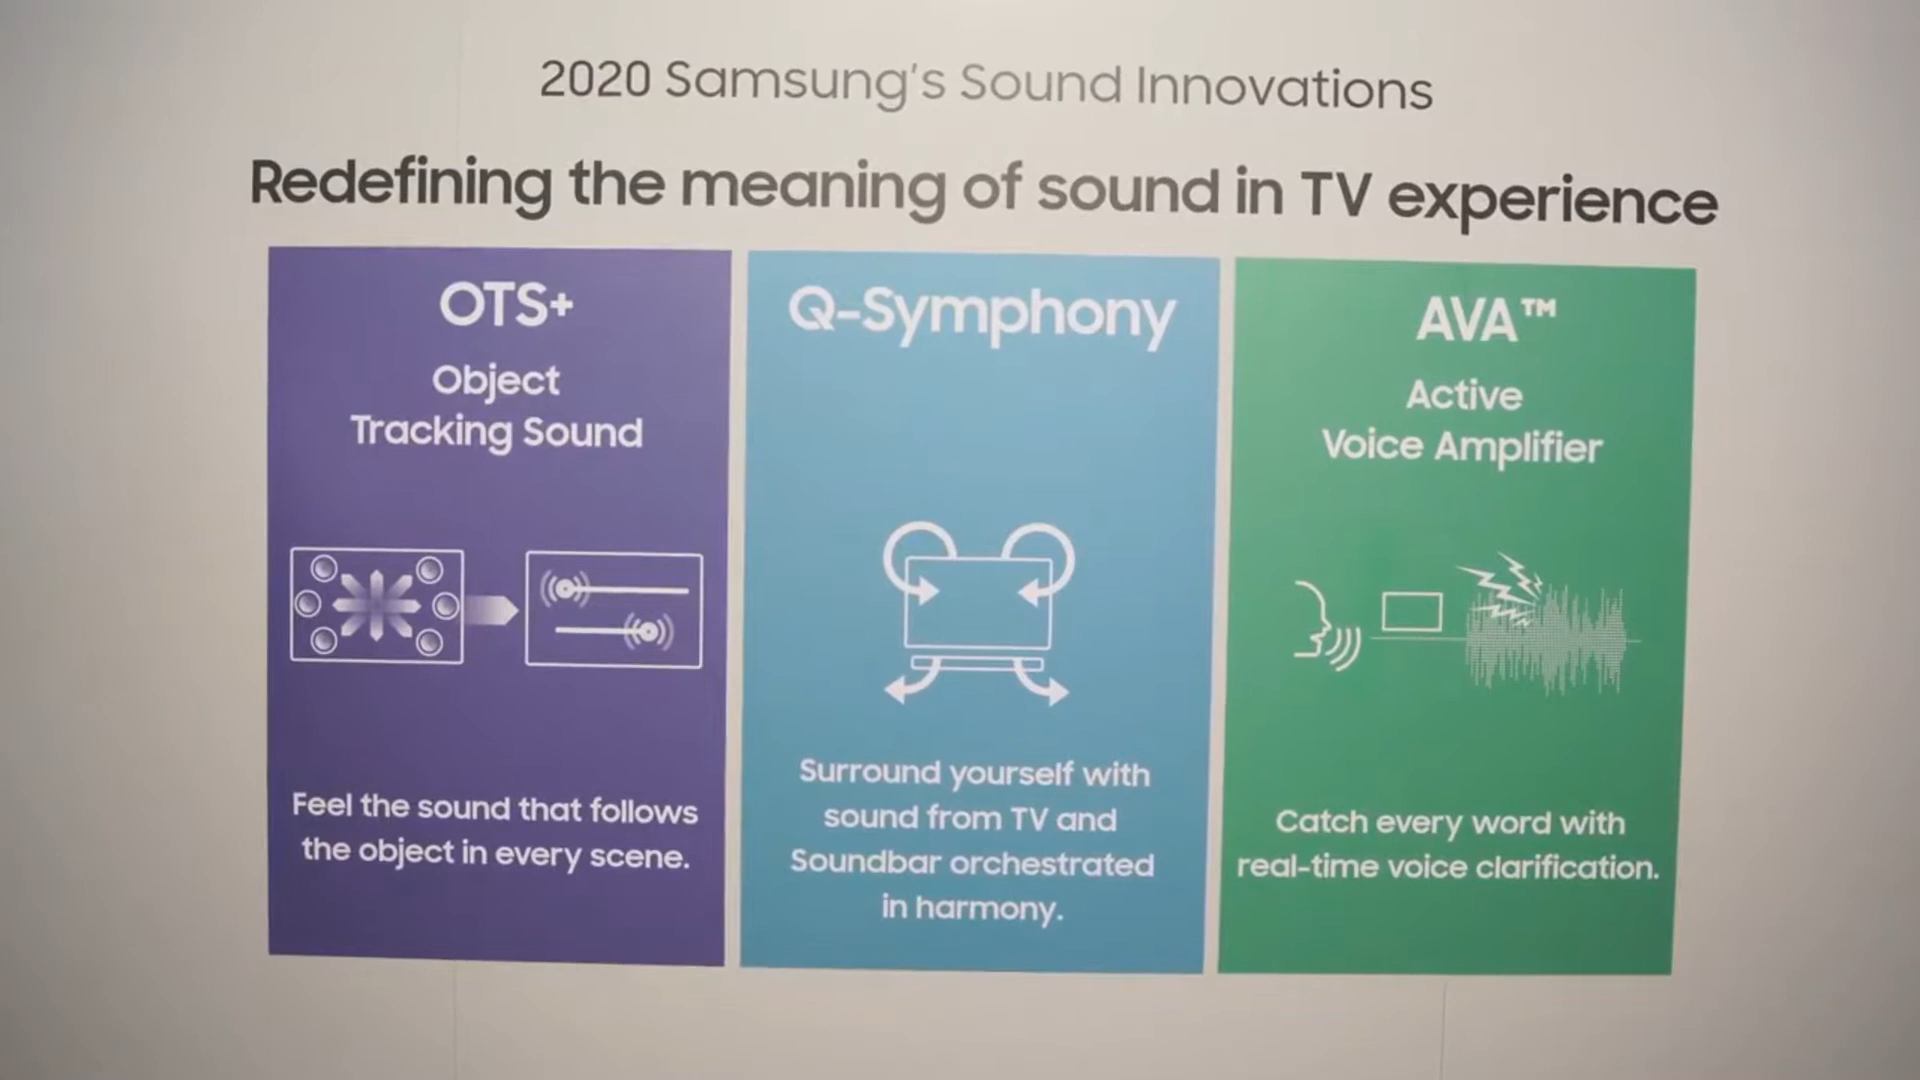 2020 Samsung's Sound Innovations
Redefining the meaning of sound in TV experience
OTS+
Object
Tracking Sound
Feel the sound that follows
the object in every scene.
Q-Symphony
Surround yourself with
sound from TV and
Soundbar orchestrated
in harmony.
AVA™
Active
Voice Amplifier
Catch every word with
real-time voice clarification.